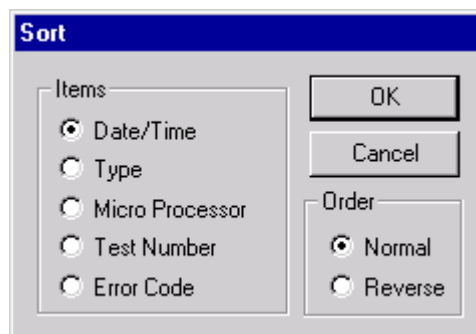 Sort
Items
Date/Time
Type
Micro Processor
Test Number
Error Code
OK
Cancel
Order
Normal
Reverse